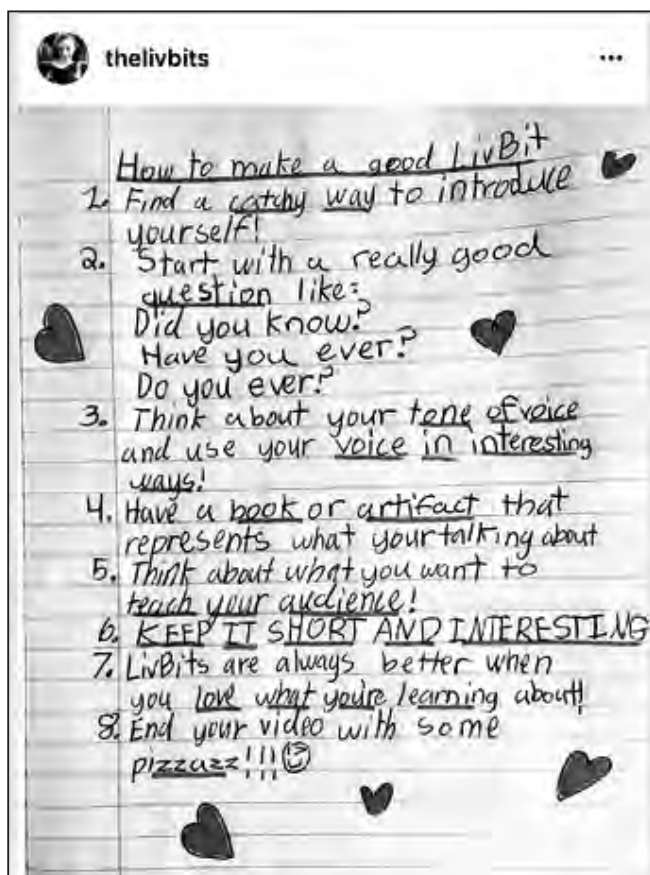 thelivbits
How to make a good LivBit
1. Find a catchy way to introduce
yourself!
2. Start with a really good
question like:
Did you know?
Have you ever?
Do you ever?
3. Think about your tone of voice
and use your voice in interesting
ways!
4. Have a book or artifact that
represents what your talking about
5. Think about what you want to
teach your audience!
6. KEEP IT SHORT AND INTERESTING
7. LivBits are always better when
you love what you're learning about!!
8. End your video with some
pizzazz!!!